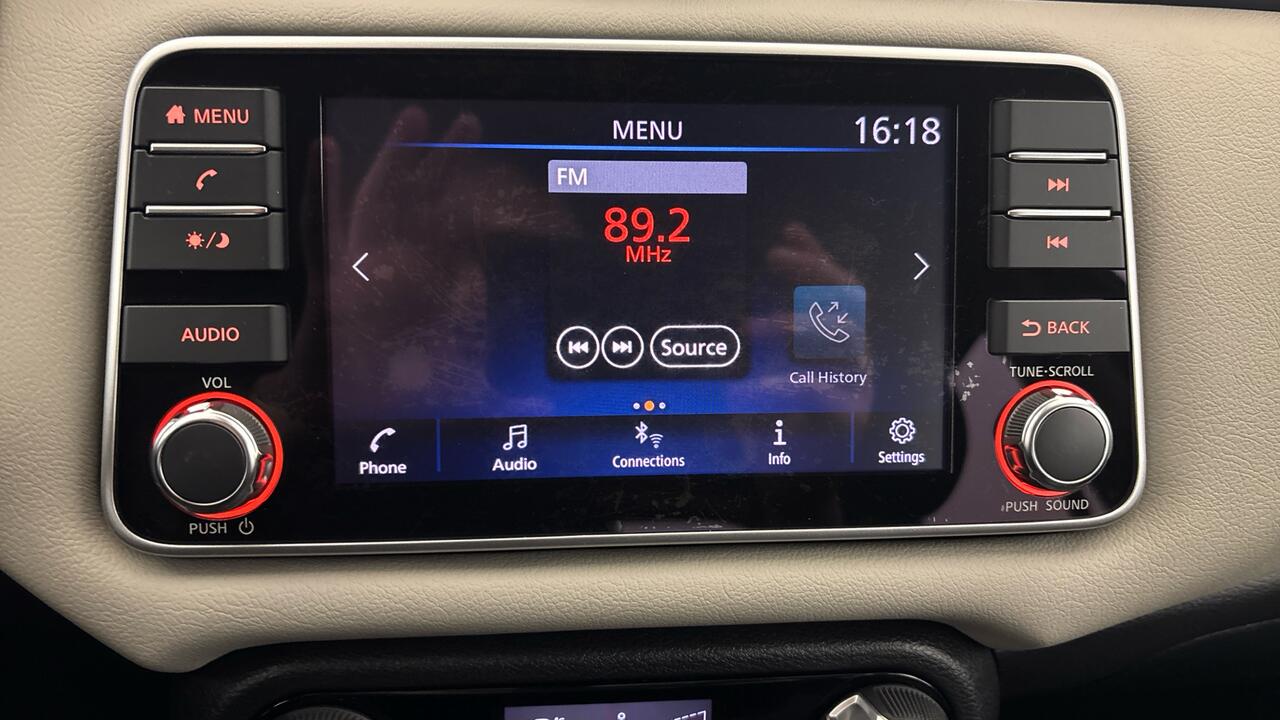 MENU
AUDIO
VOL
PUSH
MENU
16:18
FM
89.2
MHz
Source
Call History
Phone
Audio
Connections
Info
Settings
BACK
TUNE·SCROLL
PUSH SOUND